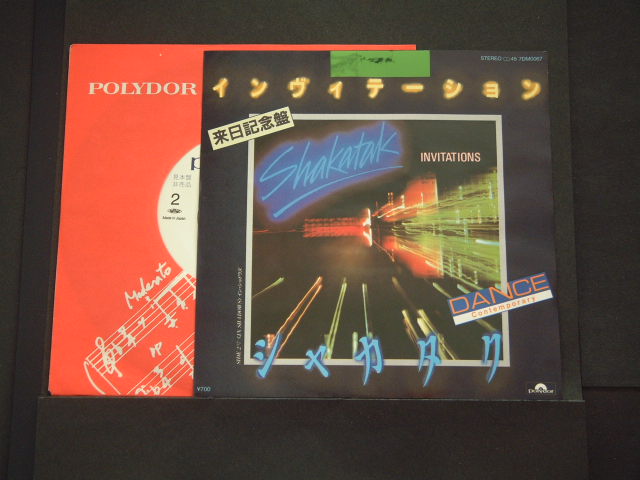 POLYDOR
見本盤
非売品
2
Made in Japan
Moderato
STEREO 45 7DM0067
インヴィテーション
来日記念盤
Shakatak
INVITATIONS
DANCE
Contemporary
シャカタク
¥700
polydor